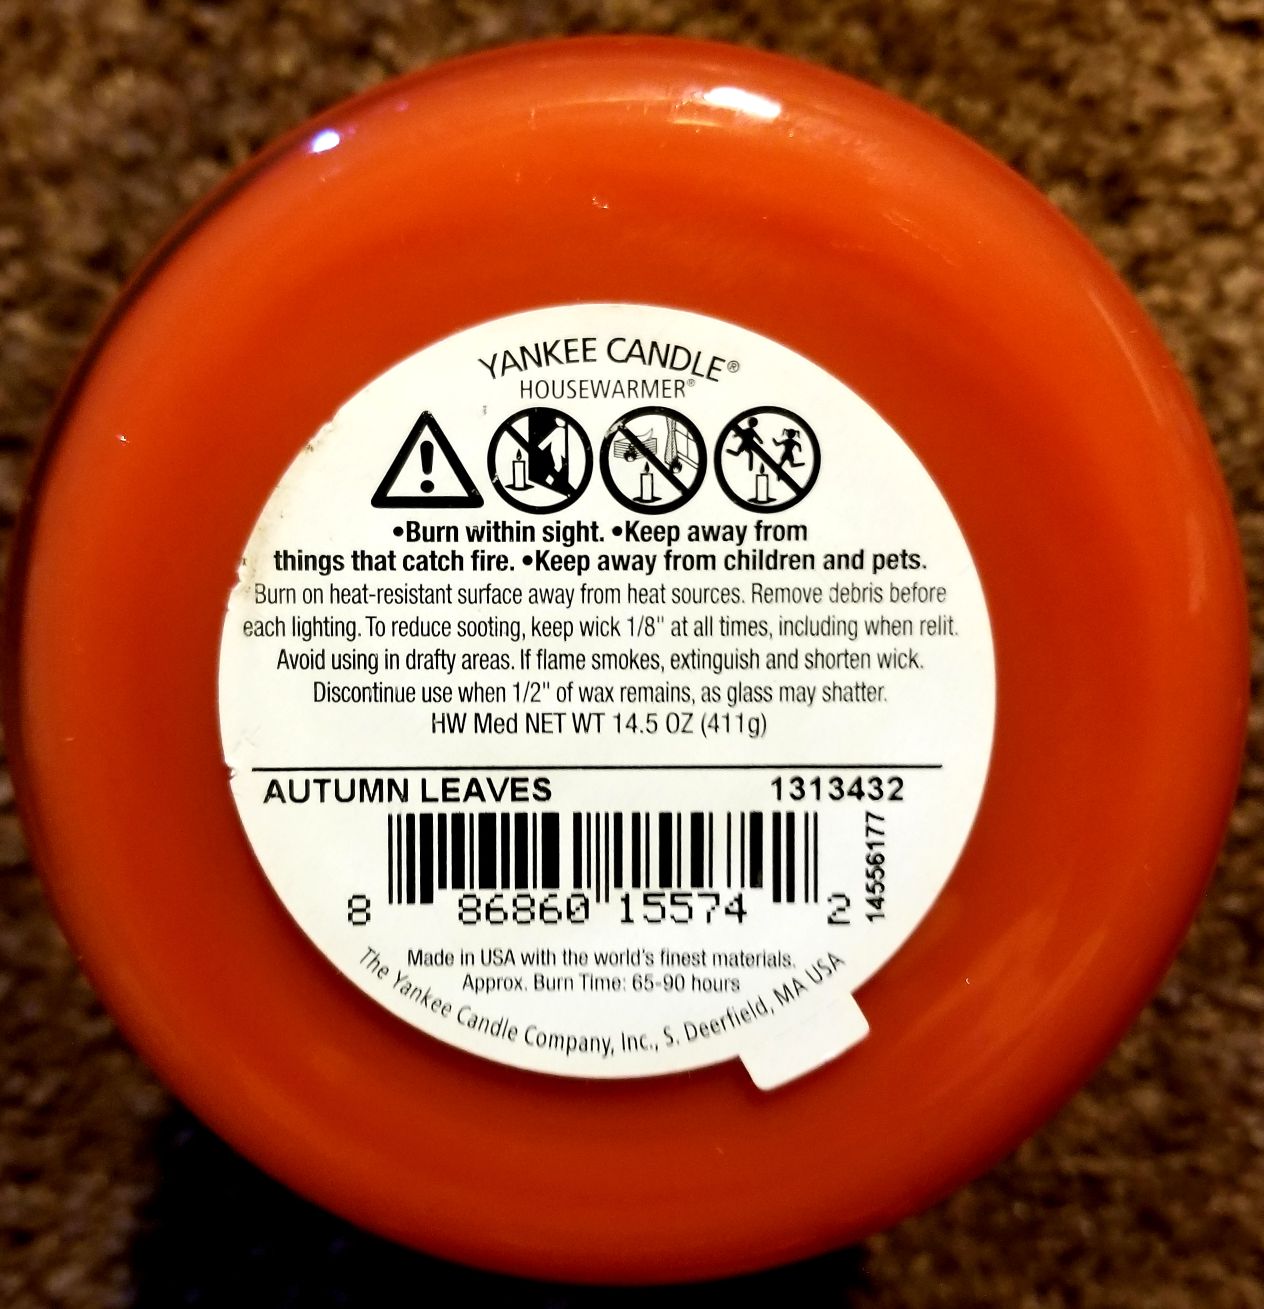 YANKEE CANDLE®
HOUSEWARMER®
•Burn within sight. •Keep away from
things that catch fire. •Keep away from children and pets.
Burn on heat-resistant surface away from heat sources. Remove debris before
each lighting. To reduce sooting, keep wick 1/8" at all times, including when relit.
Avoid using in drafty areas. If flame smokes, extinguish and shorten wick.
Discontinue use when 1/2" of wax remains, as glass may shatter.
HW Med NET WT 14.5 OZ (411g)
AUTUMN LEAVES 1313432
14556177
8 86860 15574 2
Made in USA with the world's finest materials.
Approx. Burn Time: 65-90 hours
The Yankee Candle Company, Inc., S. Deerfield, MA USA